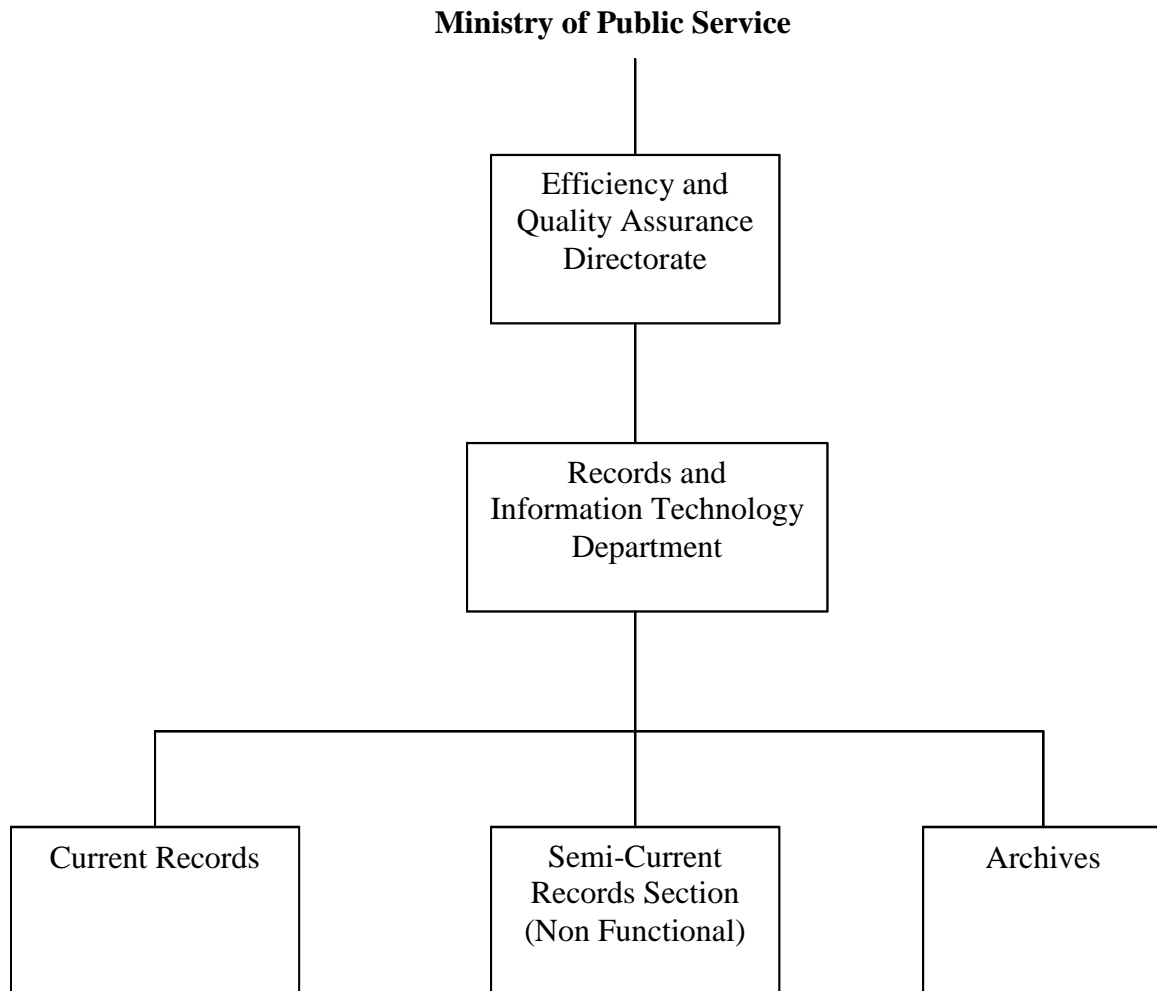 Ministry of Public Service
Efficiency and
Quality Assurance
Directorate
Records and
Information Technology
Department
Current Records
Semi-Current
Records Section
(Non Functional)
Archives